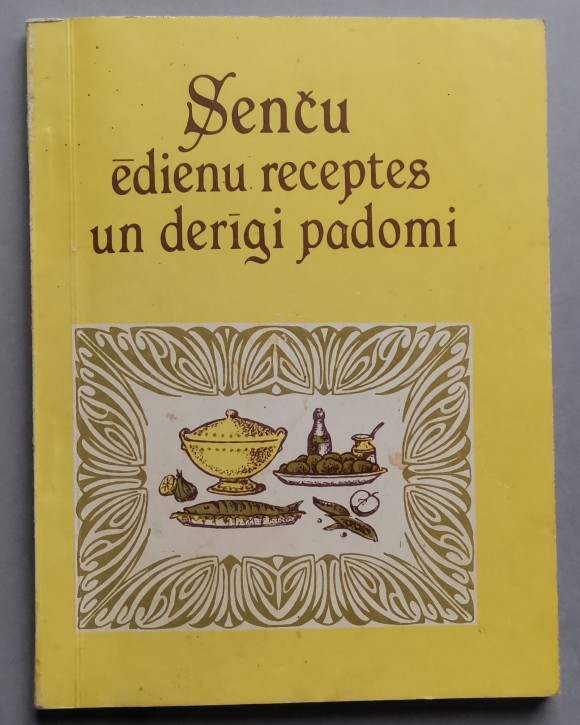 Senču
ēdienu receptes
un derīgi padomi